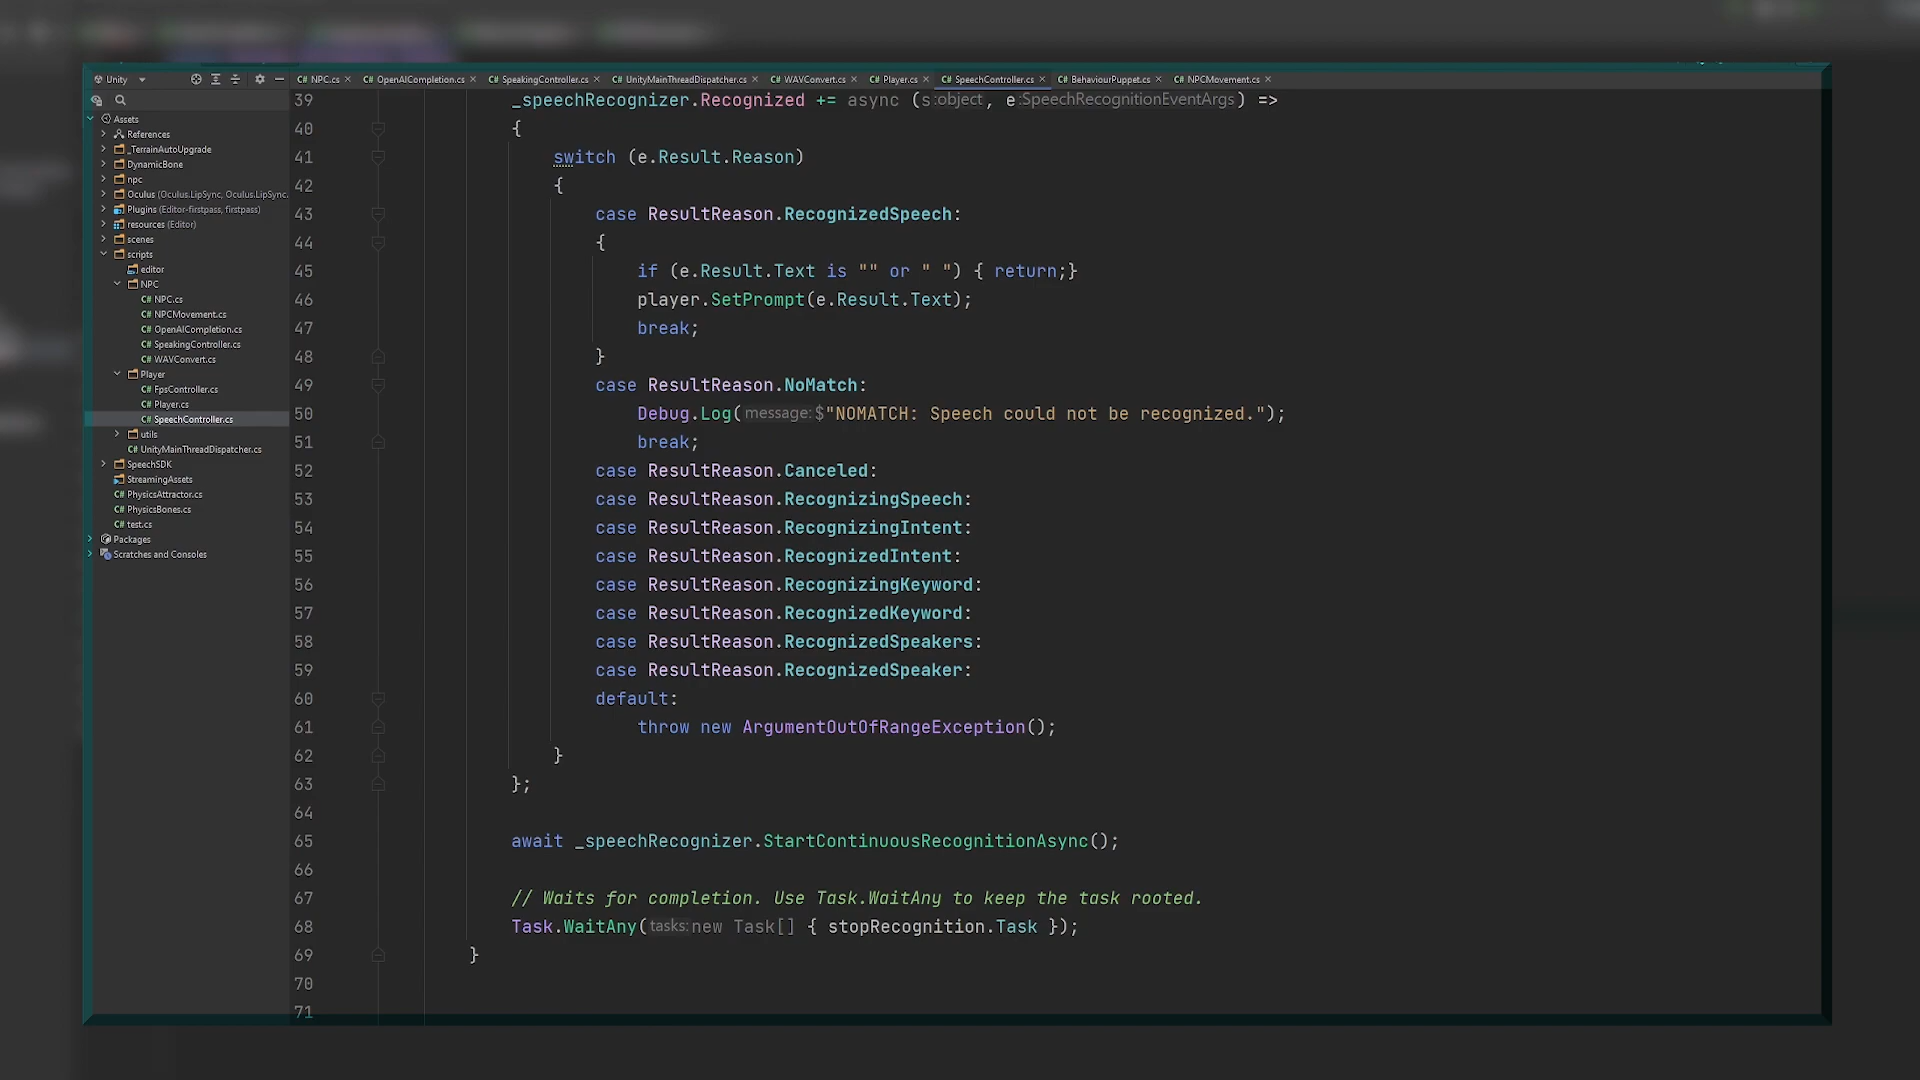 Unity
NPC.cs
OpenAICompletion.cs
SpeakingController.cs
UnityMainThreadDispatcher.cs
WAVConvert.cs
Player.cs
SpeechController.cs
BehaviourPuppet.cs
NPCMovement.cs
Assets
References
_TerrainAutoUpgrade
DynamicBone
npc
Oculus (Oculus.LipSync, Oculus.LipSync.
Plugins (Editor-firstpass, firstpass)
resources (Editor)
scenes
scripts
editor
NPC
C# NPC.cs
C# NPCMovement.cs
C# OpenAICompletion.cs
C# SpeakingController.cs
C# WAVConvert.cs
Player
C# FpsController.cs
C# Player.cs
C# SpeechController.cs
utils
C# UnityMainThreadDispatcher.cs
SpeechSDK
StreamingAssets
C# PhysicsAttractor.cs
C# PhysicsBones.cs
C# test.cs
Packages
Scratches and Consoles
39 _speechRecognizer.Recognized += async (s:object, e:SpeechRecognitionEventArgs) =>
40 {
41 switch (e.Result.Reason)
42 {
43 case ResultReason.RecognizedSpeech:
44 {
45 if (e.Result.Text is "" or " ") { return;}
46 player.SetPrompt(e.Result.Text);
47 break;
48 }
49 case ResultReason.NoMatch:
50 Debug.Log(message:$"NOMATCH: Speech could not be recognized.");
51 break;
52 case ResultReason.Canceled:
53 case ResultReason.RecognizingSpeech:
54 case ResultReason.RecognizingIntent:
55 case ResultReason.RecognizedIntent:
56 case ResultReason.RecognizingKeyword:
57 case ResultReason.RecognizedKeyword:
58 case ResultReason.RecognizedSpeakers:
59 case ResultReason.RecognizedSpeaker:
60 default:
61 throw new ArgumentOutOfRangeException();
62 }
63 };
64
65 await _speechRecognizer.StartContinuousRecognitionAsync();
66
67 // Waits for completion. Use Task.WaitAny to keep the task rooted.
68 Task.WaitAny(tasks:new Task[] { stopRecognition.Task });
69 }
70
71